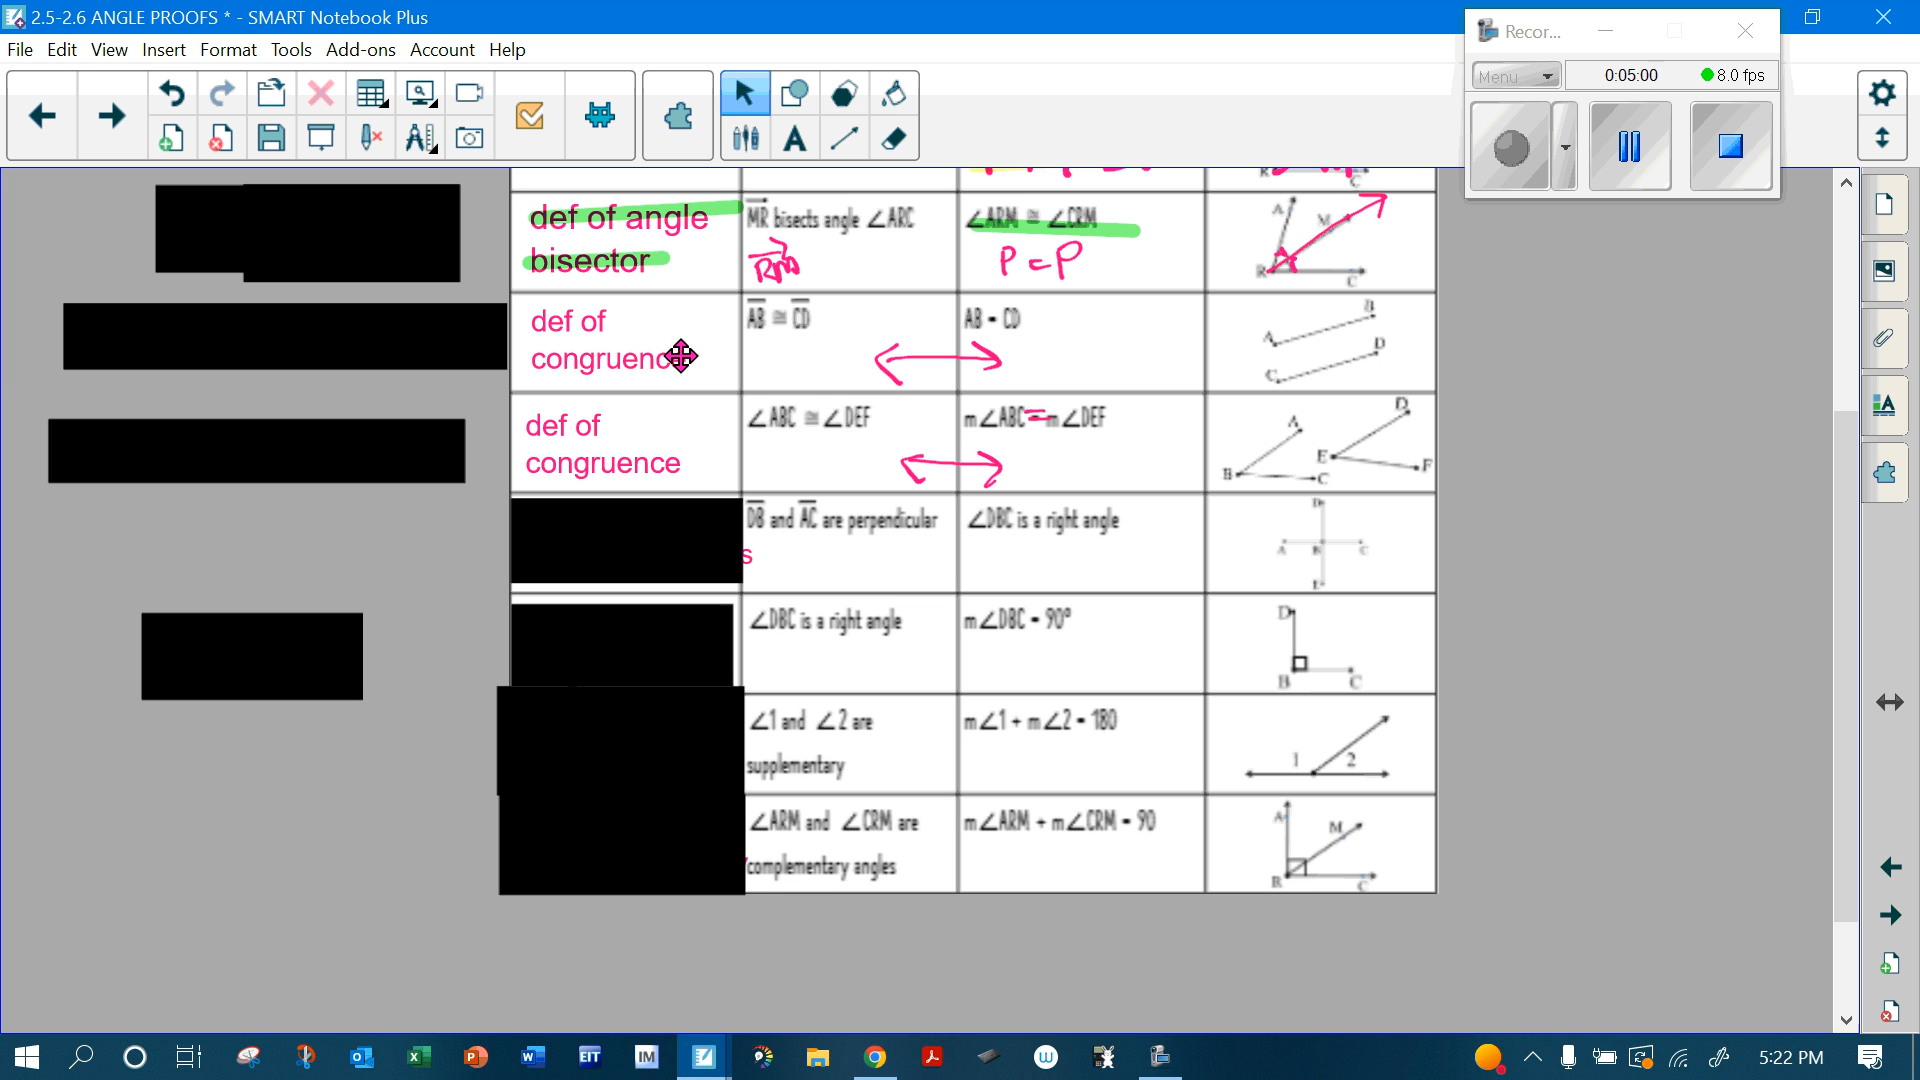 2.5-2.6 ANGLE PROOFS * - SMART Notebook Plus
File Edit View Insert Format Tools Add-ons Account Help
Recor...
Menu 0:05:00 8.0 fps
def of angle
bisector
MR bisects angle ∠ARC
RM
∠ARM ≅ ∠CRM
P = P
A M R C
def of
congruenc
AB ≅ CD
AB = CD
A B C D
def of
congruence
∠ABC ≅ ∠DEF
m∠ABC = m∠DEF
A B C D E F
DB and AC are perpendicular
s
∠DBC is a right angle
D A B C E
∠DBC is a right angle
m∠DBC = 90°
D B C
∠1 and ∠2 are
supplementary
m∠1 + m∠2 = 180
1 2
∠ARM and ∠CRM are
complementary angles
m∠ARM + m∠CRM = 90
A M R C
5:22 PM